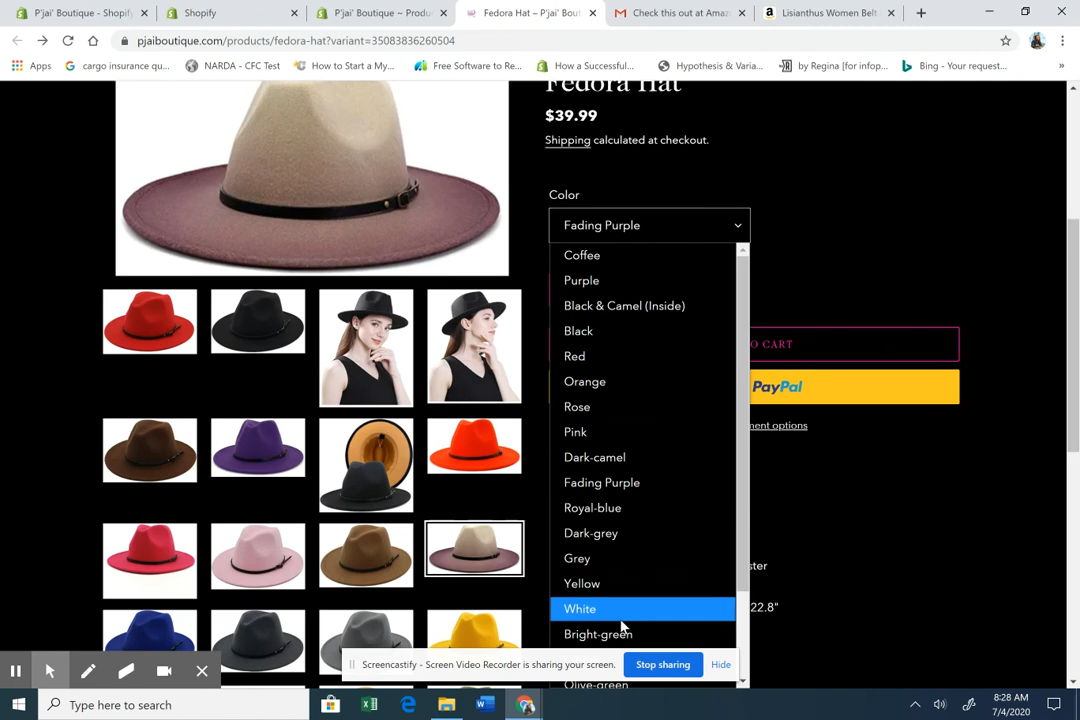 P'jai' Boutique - Shopif
Shopify
P'jai' Boutique ~ Produ
Fedora Hat – P'jai' Bout
Check this out at Amaz
Lisianthus Women Belt
pjaiboutique.com/products/fedora-hat?variant=35083836260504
Apps
cargo insurance qu...
NARDA - CFC Test
How to Start a My...
Free Software to Re...
How a Successful...
Hypothesis & Varia...
by Regina [for infop...
Bing - Your request...
Fedora Hat
$39.99
Shipping calculated at checkout.
Color
Fading Purple
Coffee
Purple
Black & Camel (Inside)
Black
Red
Orange
Rose
Pink
Dark-camel
Fading Purple
Royal-blue
Dark-grey
Grey
Yellow
White
Bright-green
Olive-green
O CART
PayPal
ment options
ster
22.8"
Screencastify - Screen Video Recorder is sharing your screen.
Stop sharing
Hide
Type here to search
8:28 AM
7/4/2020